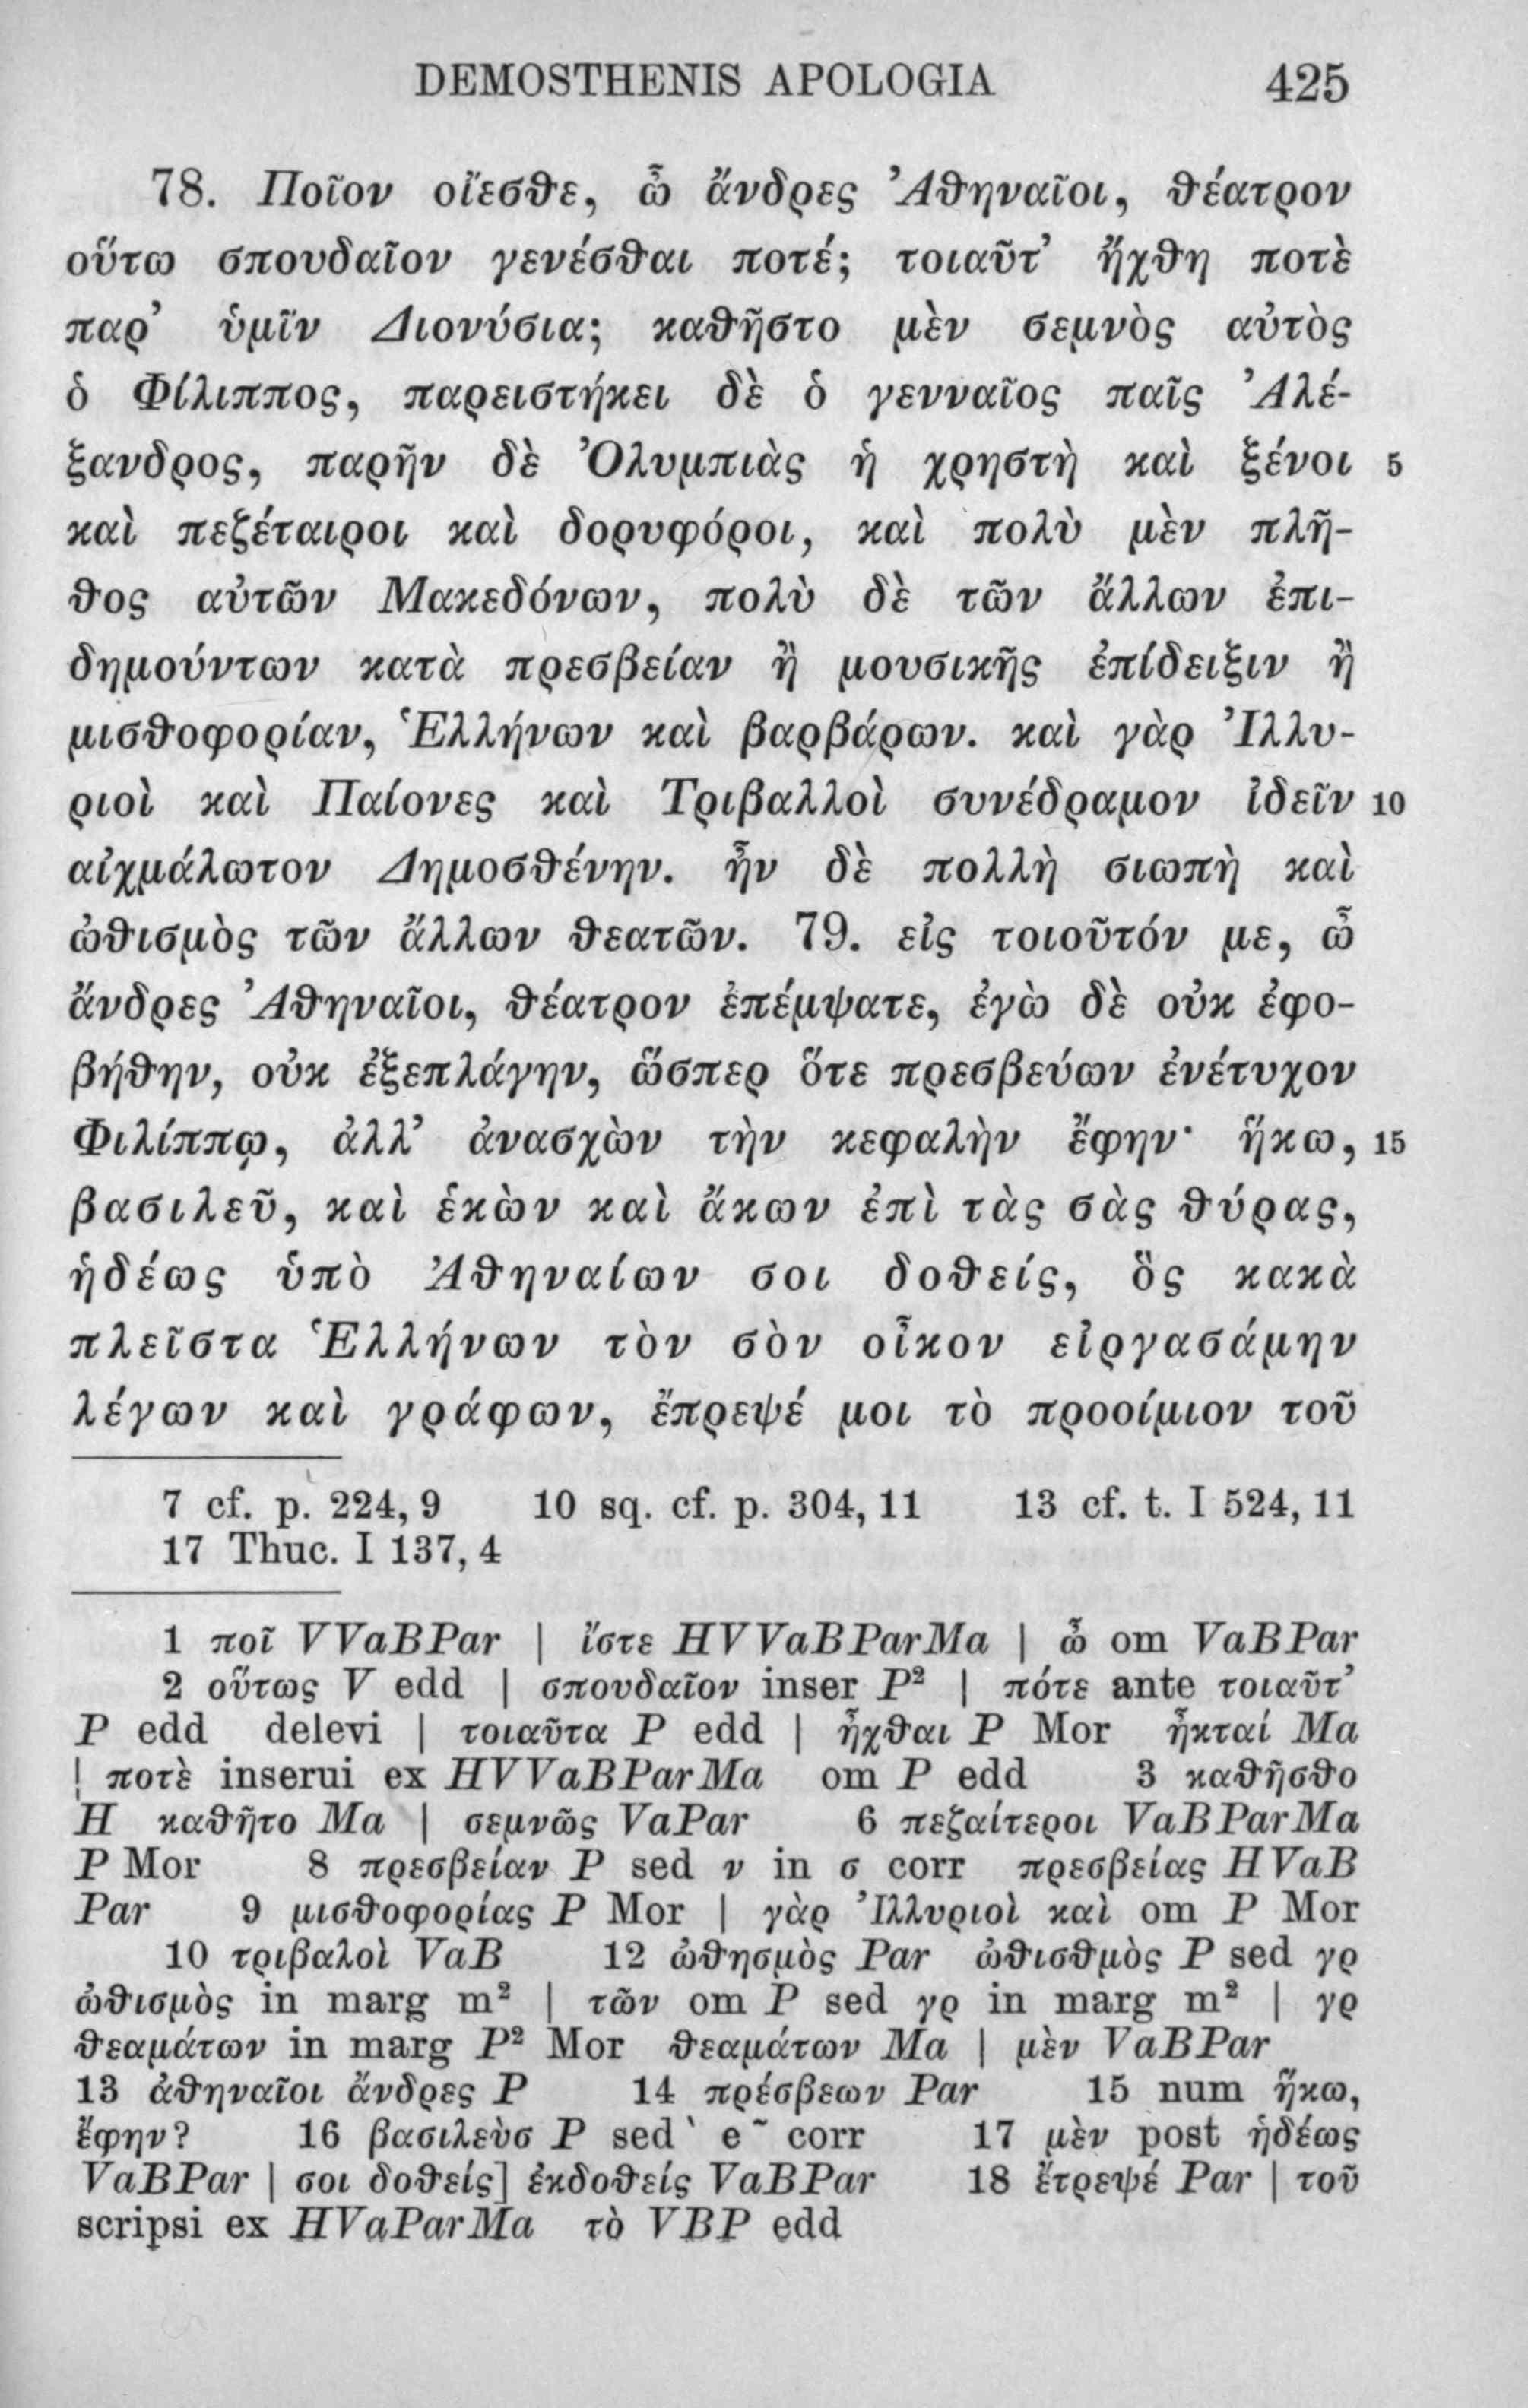 DEMOSTHENIS APOLOGIA 425
78. Ποῖον οἴεσθε, ὦ ἄνδρες Ἀθηναῖοι, θέατρον
οὕτω σπουδαῖον γενέσθαι ποτέ; τοιαῦτ’ ἤχθη ποτὲ
παρ’ ὑμῖν Διονύσια; καθῆστο μὲν σεμνὸς αὐτὸς
ὁ Φίλιππος, παρειστήκει δὲ ὁ γενναῖος παῖς Ἀλέ-
ξανδρος, παρῆν δὲ Ὀλυμπιὰς ἡ χρηστὴ καὶ ξένοι 5
καὶ πεζέταιροι καὶ δορυφόροι, καὶ πολὺ μὲν πλῆ-
θος αὐτῶν Μακεδόνων, πολὺ δὲ τῶν ἄλλων ἐπι-
δημούντων κατὰ πρεσβείαν ἢ μουσικῆς ἐπίδειξιν ἢ
μισθοφορίαν, Ἑλλήνων καὶ βαρβάρων. καὶ γὰρ Ἰλλυ-
ριοὶ καὶ Παίονες καὶ Τριβαλλοὶ συνέδραμον ἰδεῖν 10
αἰχμάλωτον Δημοσθένην. ἦν δὲ πολλὴ σιωπὴ καὶ
ὠθισμὸς τῶν ἄλλων θεατῶν. 79. εἰς τοιοῦτόν με, ὦ
ἄνδρες Ἀθηναῖοι, θέατρον ἐπέμψατε, ἐγὼ δὲ οὐκ ἐφο-
βήθην, οὐκ ἐξεπλάγην, ὥσπερ ὅτε πρεσβεύων ἐνέτυχον
Φιλίππῳ, ἀλλ’ ἀνασχὼν τὴν κεφαλὴν ἔφην· ἥκω, 15
βασιλεῦ, καὶ ἑκὼν καὶ ἄκων ἐπὶ τὰς σὰς θύρας,
ἡδέως ὑπὸ Ἀθηναίων σοι δοθείς, ὃς κακὰ
πλεῖστα Ἑλλήνων τὸν σὸν οἶκον εἰργασάμην
λέγων καὶ γράφων, ἔπρεψέ μοι τὸ προοίμιον τοῦ
7 cf. p. 224, 9 10 sq. cf. p. 304, 11 13 cf. t. I 524, 11
17 Thuc. I 137, 4
1 ποῖ VVaBPar | ἴστε HVVaBParMa | ὦ om VaBPar
2 οὕτως V edd | σπουδαῖον inser P² | πότε ante τοιαῦτ’
P edd delevi | τοιαῦτα P edd | ἦχθαι P Mor ἦκταί Ma
| ποτὲ inserui ex HVVaBParMa om P edd 3 καθῆσθο
H καθῆτο Ma | σεμνῶς VaPar 6 πεζαίτεροι VaBParMa
P Mor 8 πρεσβείαν P sed ν in σ corr πρεσβείας HVaB
Par 9 μισθοφορίας P Mor | γὰρ Ἰλλυριοὶ καὶ om P Mor
10 τριβαλοὶ VaB 12 ὠθησμὸς Par ὠθισθμὸς P sed γρ
ὠθισμὸς in marg m² | τῶν om P sed γρ in marg m² | γρ
θεαμάτων in marg P² Mor θεαμάτων Ma | μὲν VaBPar
13 ἀθηναῖοι ἄνδρες P 14 πρέσβεων Par 15 num ἥκω,
ἔφην? 16 βασιλεὺσ P sed ` e ῀ corr 17 μὲν post ἡδέως
VaBPar | σοι δοθείς] ἐκδοθείς VaBPar 18 ἔτρεψέ Par | τοῦ
scripsi ex HVaParMa τὸ VBP edd